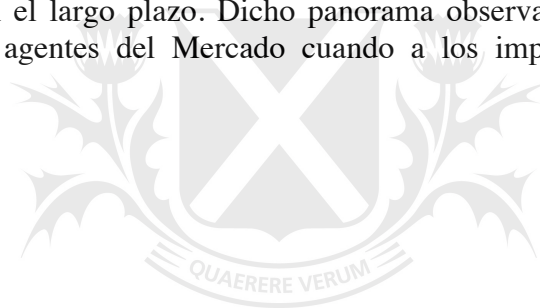 el largo plazo. Dicho panorama observa
agentes del Mercado cuando a los imp
QUAERERE VERUM